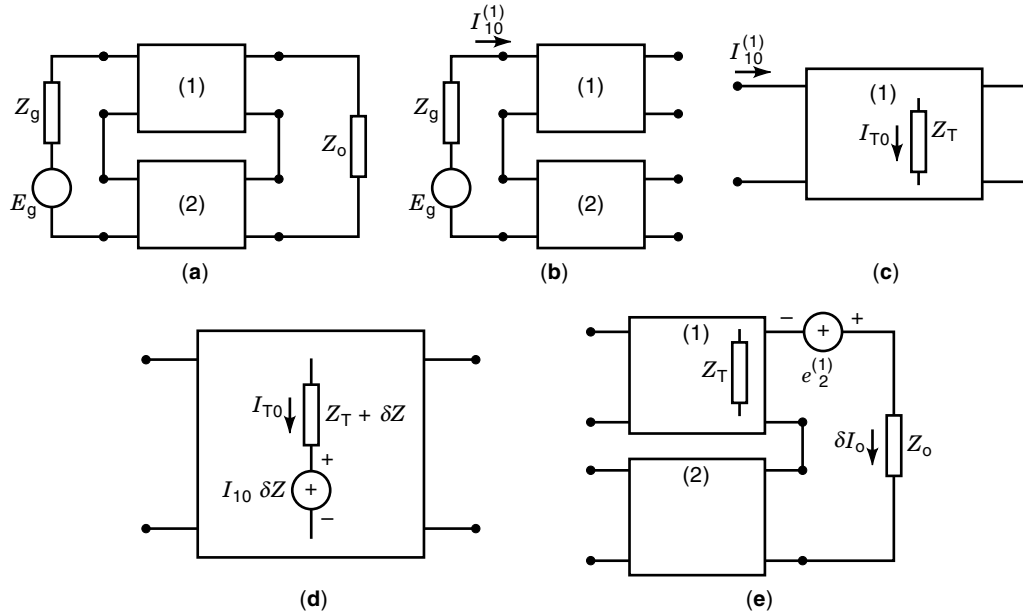 (1)
Z_g
Z_o
E_g
(2)
(a)
I_10^(1)
(1)
Z_g
E_g
(2)
(b)
I_10^(1)
(1)
I_T0
Z_T
(c)
I_T0
Z_T + δZ
+
I_10 δZ
+
−
(d)
(1)
−
+
+
Z_T
e_2^(1)
δI_o
Z_o
(2)
(e)